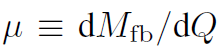 μ ≡ dM_fb/dQ